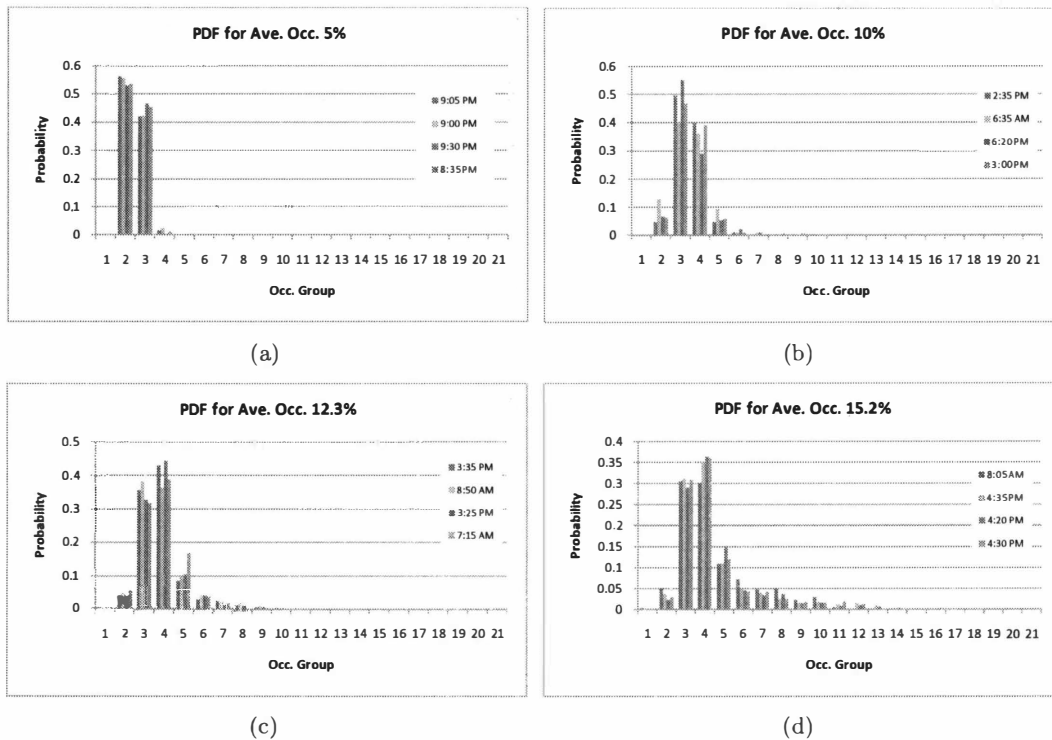 PDF for Ave. Occ. 5%
0.6
0.5
0.4
0.3
0.2
0.1
0
Probability
9:05 PM
9:00 PM
9:30 PM
8:35PM
1 2 3 4 5 6 7 8 9 10 11 12 13 14 15 16 17 18 19 20 21
Occ. Group
(a)
PDF for Ave. Occ. 10%
0.6
0.5
0.4
0.3
0.2
0.1
0
Probability
2:35PM
6:35 AM
6:20PM
3:00PM
1 2 3 4 5 6 7 8 9 10 11 12 13 14 15 16 17 18 19 20 21
Occ. Group
(b)
PDF for Ave. Occ. 12.3%
0.5
0.4
0.3
0.2
0.1
0
Probability
3:35 PM
8:50 AM
3:25 PM
7:15 AM
1 2 3 4 5 6 7 8 9 10 11 12 13 14 15 16 17 18 19 20 21
Occ. Group
(c)
PDF for Ave. Occ. 15.2%
0.4
0.35
0.3
0.25
0.2
0.15
0.1
0.05
0
Probability
8:05AM
4:35PM
4:20 PM
4:30 PM
1 2 3 4 5 6 7 8 9 10 11 12 13 14 15 16 17 18 19 20 21
Occ. Group
(d)